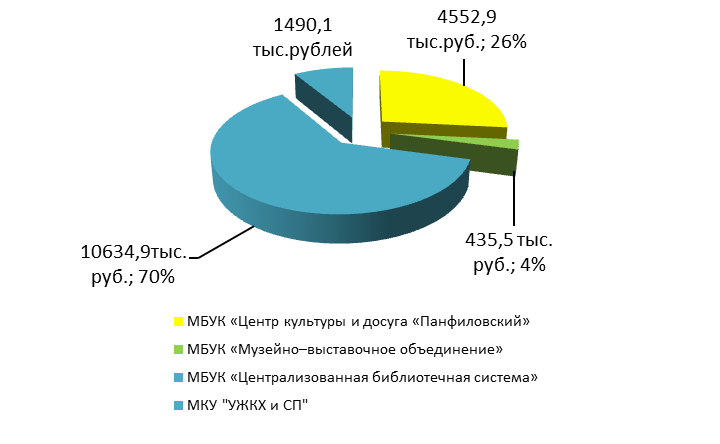 1490,1
тыс.рублей
4552,9
тыс.руб.; 26%
435,5 тыс.
руб.; 4%
10634,9тыс.
руб.; 70%
МБУК «Центр культуры и досуга «Панфиловский»
МБУК «Музейно–выставочное объединение»
МБУК «Централизованная библиотечная система»
МКУ "УЖКХ и СП"